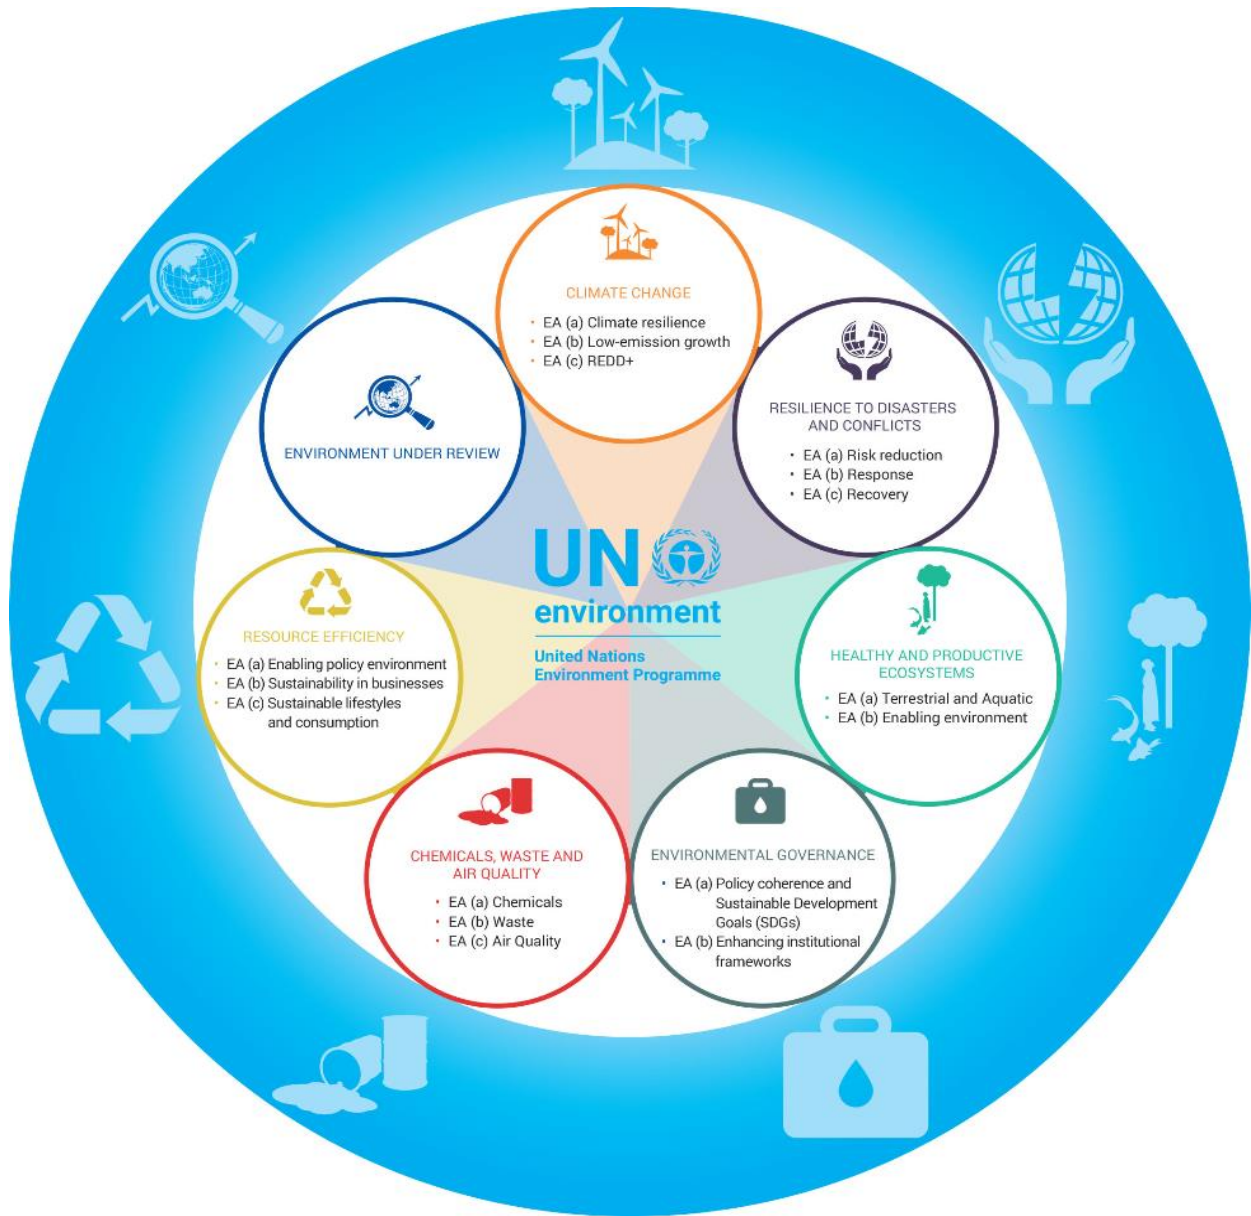 CLIMATE CHANGE
• EA (a) Climate resilience
• EA (b) Low-emission growth
• EA (c) REDD+
RESILIENCE TO DISASTERS
AND CONFLICTS
• EA (a) Risk reduction
• EA (b) Response
• EA (c) Recovery
ENVIRONMENT UNDER REVIEW
UN
environment
United Nations
Environment Programme
RESOURCE EFFICIENCY
• EA (a) Enabling policy environment
• EA (b) Sustainability in businesses
• EA (c) Sustainable lifestyles
and consumption
HEALTHY AND PRODUCTIVE
ECOSYSTEMS
• EA (a) Terrestrial and Aquatic
• EA (b) Enabling environment
CHEMICALS, WASTE AND
AIR QUALITY
• EA (a) Chemicals
• EA (b) Waste
• EA (c) Air Quality
ENVIRONMENTAL GOVERNANCE
• EA (a) Policy coherence and
Sustainable Development
Goals (SDGs)
• EA (b) Enhancing institutional
frameworks